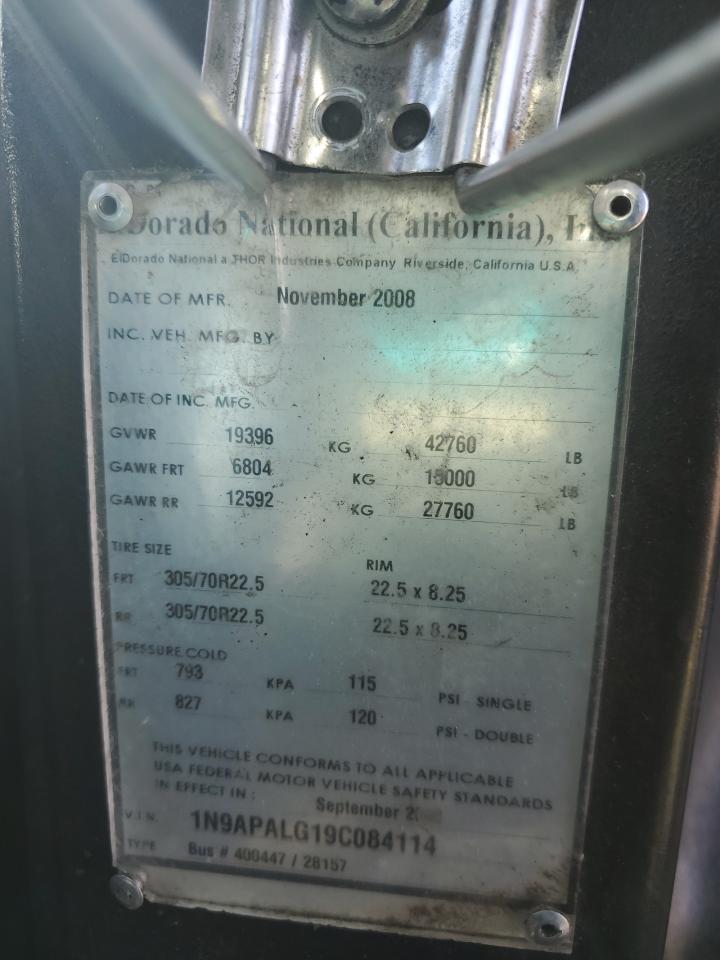 Dorado National (California), I
ElDorado National a THOR Industries Company Riverside, California U.S.A.
DATE OF MFR. November 2008
INC. VEH. MFG. BY
DATE OF INC. MFG.
GVWR 19396 KG 42760 LB
GAWR FRT 6804 KG 15000 LB
GAWR RR 12592 KG 27760 LB
TIRE SIZE RIM
FRT 305/70R22.5 22.5 x 8.25
RR 305/70R22.5 22.5 x 8.25
PRESSURE COLD
FRT 793 KPA 115 PSI - SINGLE
RR 827 KPA 120 PSI - DOUBLE
THIS VEHICLE CONFORMS TO ALL APPLICABLE
USA FEDERAL MOTOR VEHICLE SAFETY STANDARDS
IN EFFECT IN : September
V.I.N. 1N9APALG19C084114
TYPE Bus # 400447 / 28157